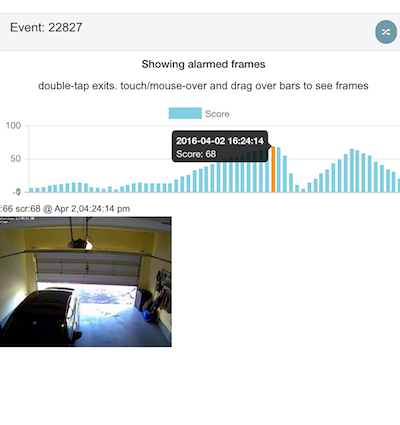 Event: 22827
Showing alarmed frames
double-tap exits. touch/mouse-over and drag over bars to see frames
Score
100
2016-04-02 16:24:14
Score: 68
50
:66 scr:68 @ Apr 2,04:24:14 pm